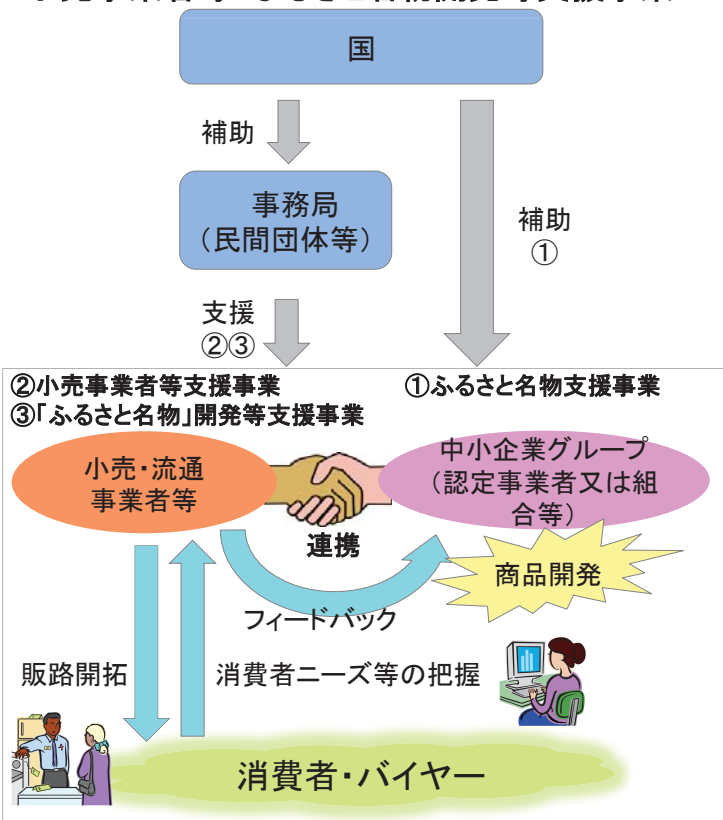 国
補助
事務局
（民間団体等）
補助
①
支援
②③
②小売事業者等支援事業
③「ふるさと名物」開発等支援事業
①ふるさと名物支援事業
小売・流通
事業者等
中小企業グループ
（認定事業者又は組
合等）
連携
商品開発
フィードバック
販路開拓
消費者ニーズ等の把握
消費者・バイヤー